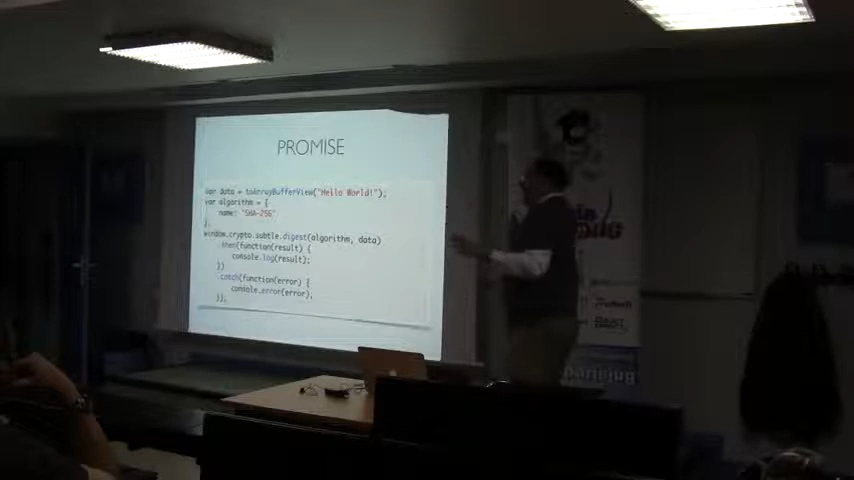 PROMISE
var data = toArrayBufferView("Hello World!");
var algorithm = {
name: "SHA-256"
};
window.crypto.subtle.digest(algorithm, data)
.then(function(result) {
console.log(result);
})
.catch(function(error) {
console.error(error);
});
parisjug